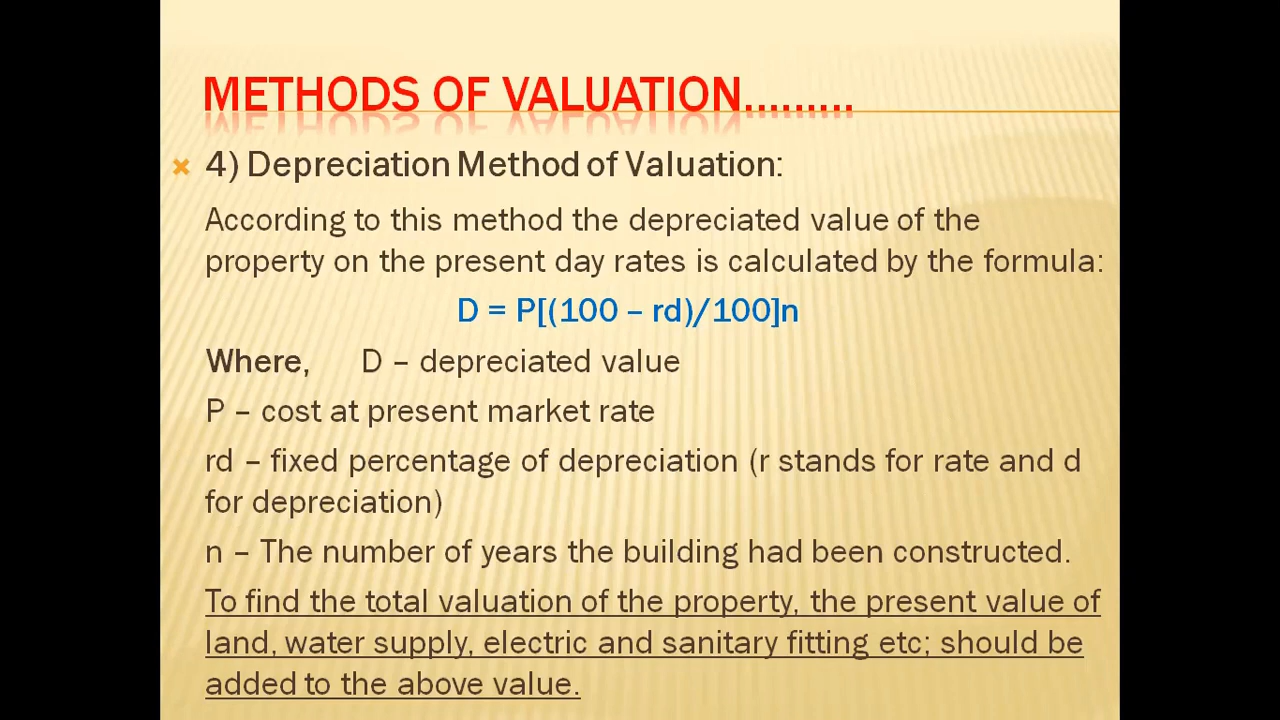 METHODS OF VALUATION.........
4) Depreciation Method of Valuation:
According to this method the depreciated value of the
property on the present day rates is calculated by the formula:
D = P[(100 – rd)/100]n
Where, D – depreciated value
P – cost at present market rate
rd – fixed percentage of depreciation (r stands for rate and d
for depreciation)
n – The number of years the building had been constructed.
To find the total valuation of the property, the present value of
land, water supply, electric and sanitary fitting etc; should be
added to the above value.